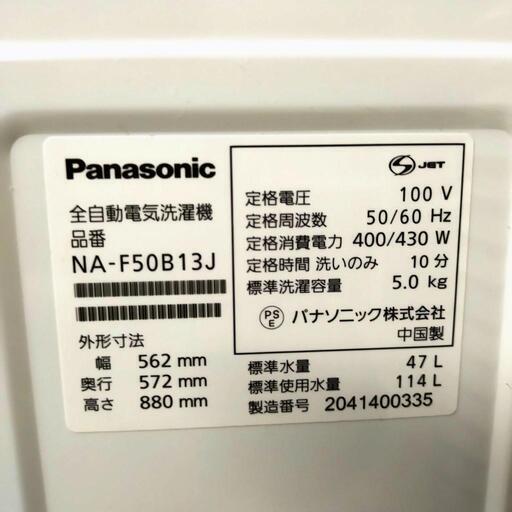 Panasonic
全自動電気洗濯機
品番
NA-F50B13J
外形寸法
幅 562 mm
奥行 572 mm
高さ 880 mm
S JET
定格電圧 100 V
定格周波数 50/60 Hz
定格消費電力 400/430 W
定格時間 洗いのみ 10 分
標準洗濯容量 5.0 kg
PS E パナソニック株式会社
中国製
標準水量 47 L
標準使用水量 114 L
製造番号 2041400335